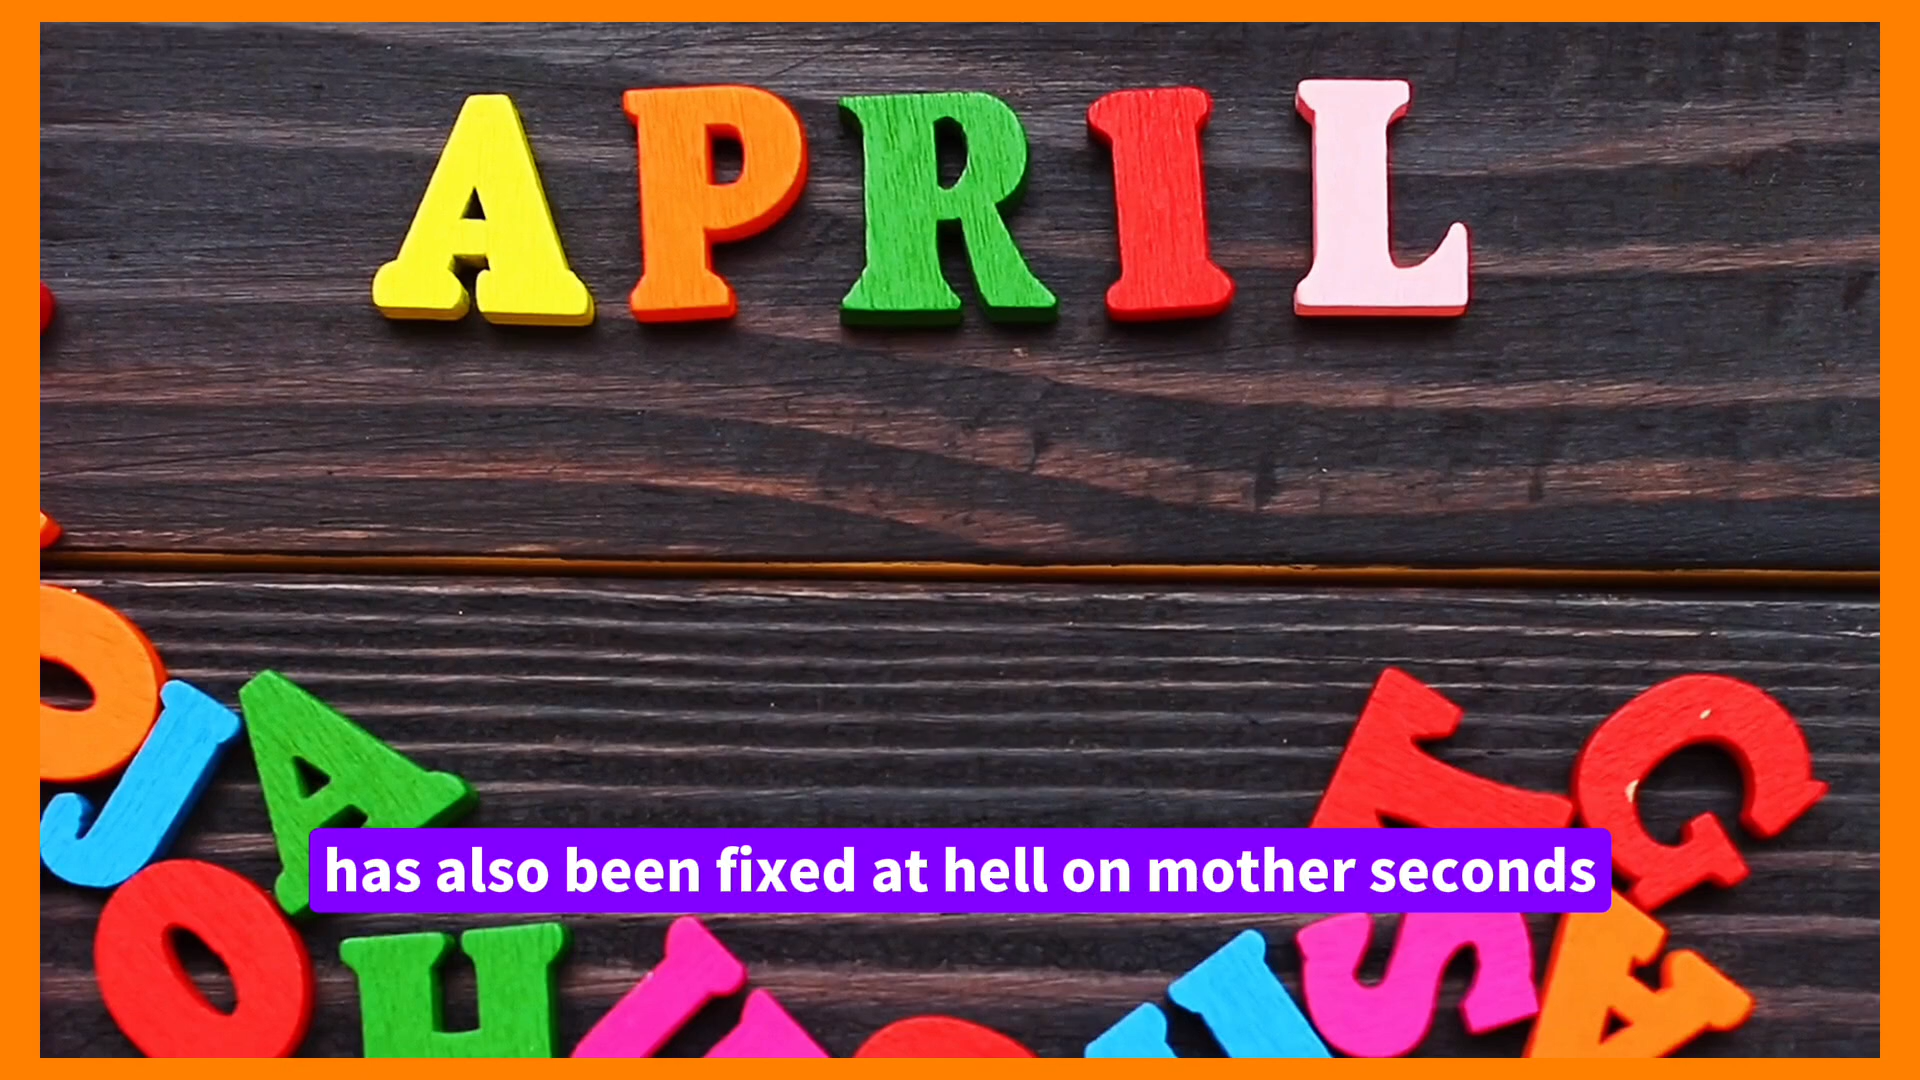 APRIL
has also been fixed at hell on mother seconds